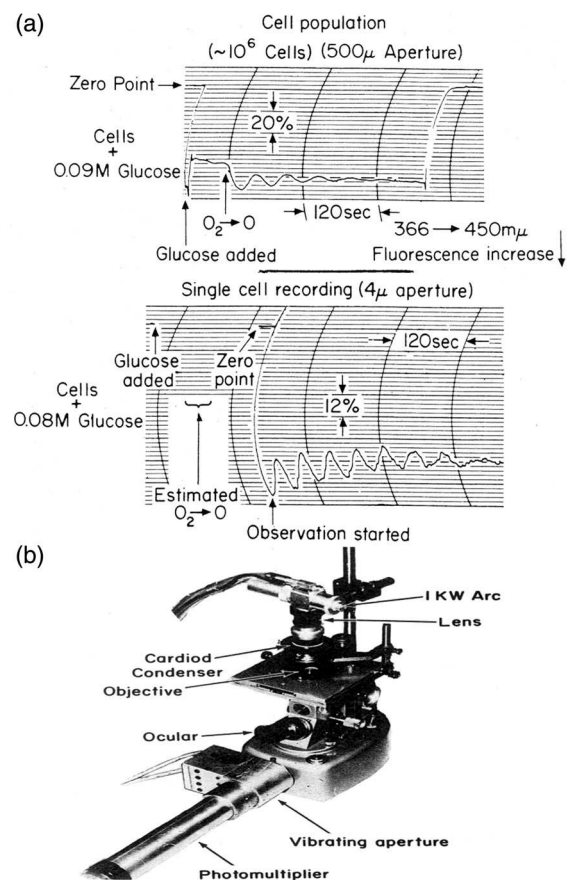 (a)
Cell population
(~10⁶ Cells) (500μ Aperture)
Zero Point
20%
Cells
+
0.09M Glucose
O₂→O
120sec
366→450mμ
Glucose added
Fluorescence increase
Single cell recording (4μ aperture)
120sec
Glucose
added
Zero
point
Cells
+
0.08M Glucose
12%
Estimated
O₂→O
Observation started
(b)
1 KW Arc
Lens
Cardiod
Condenser
Objective
Ocular
Vibrating aperture
Photomultiplier